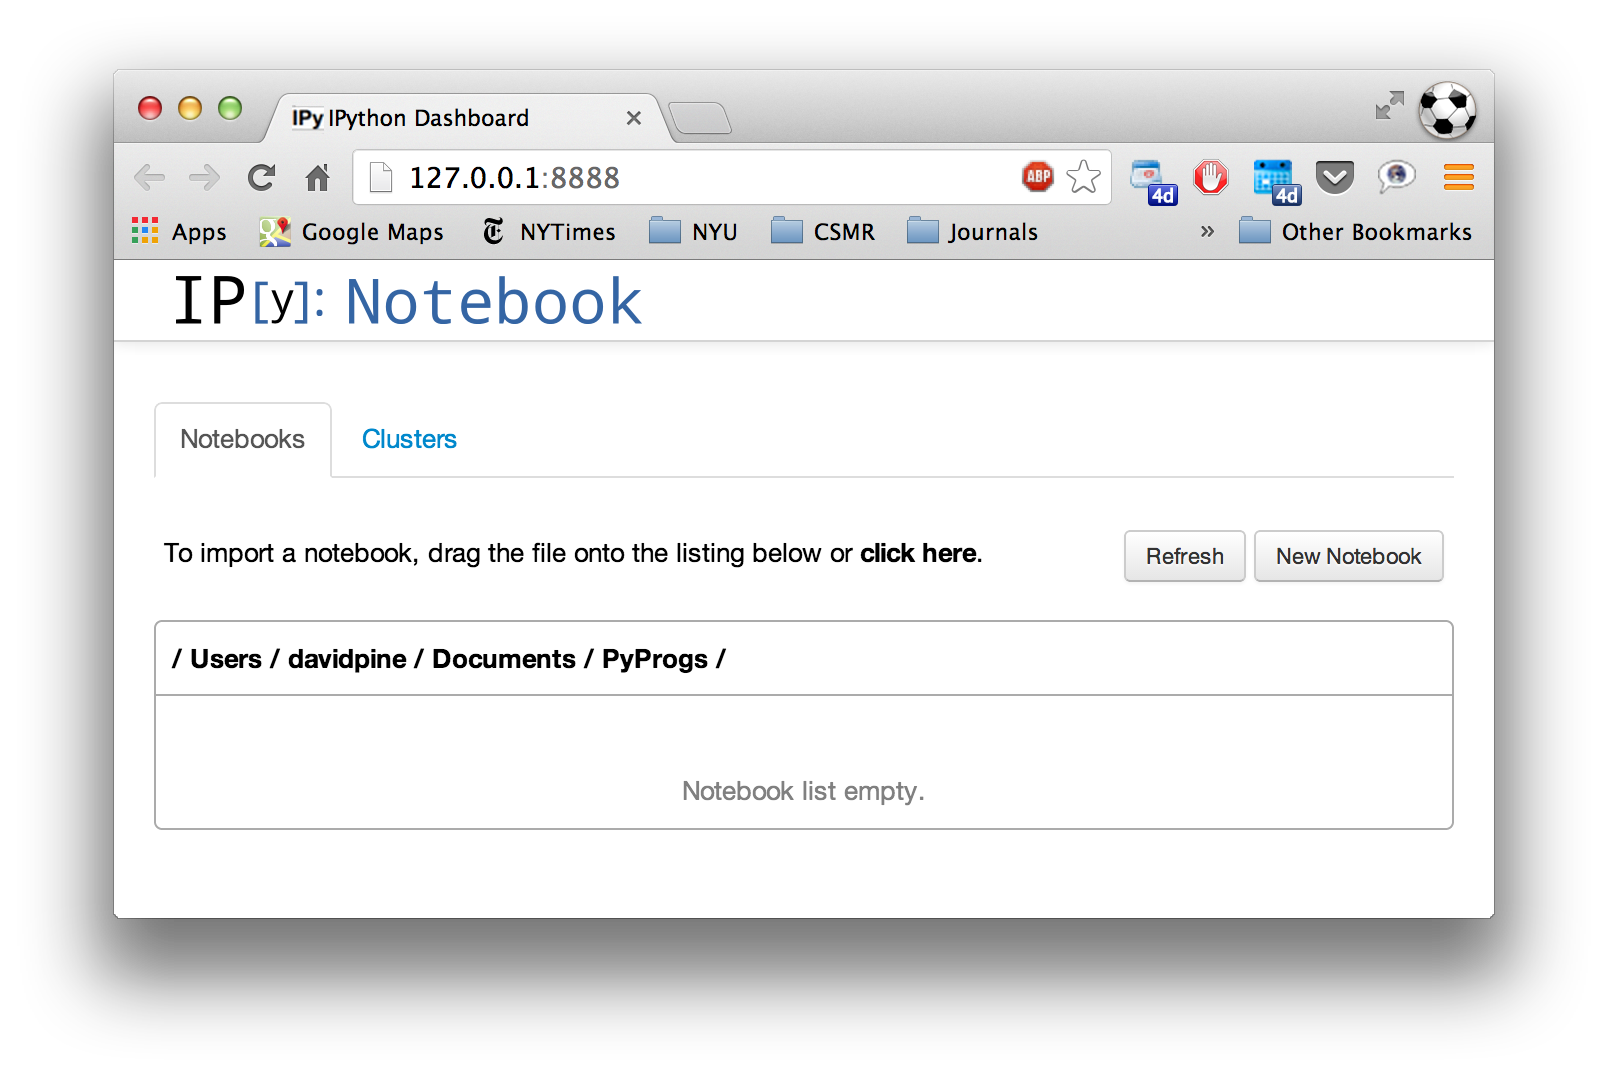 IPy IPython Dashboard
127.0.0.1:8888 ABP 4d 4d
Apps Google Maps NYTimes NYU CSMR Journals » Other Bookmarks
IP[y]: Notebook
Notebooks Clusters
To import a notebook, drag the file onto the listing below or click here. Refresh New Notebook
/ Users / davidpine / Documents / PyProgs /
Notebook list empty.